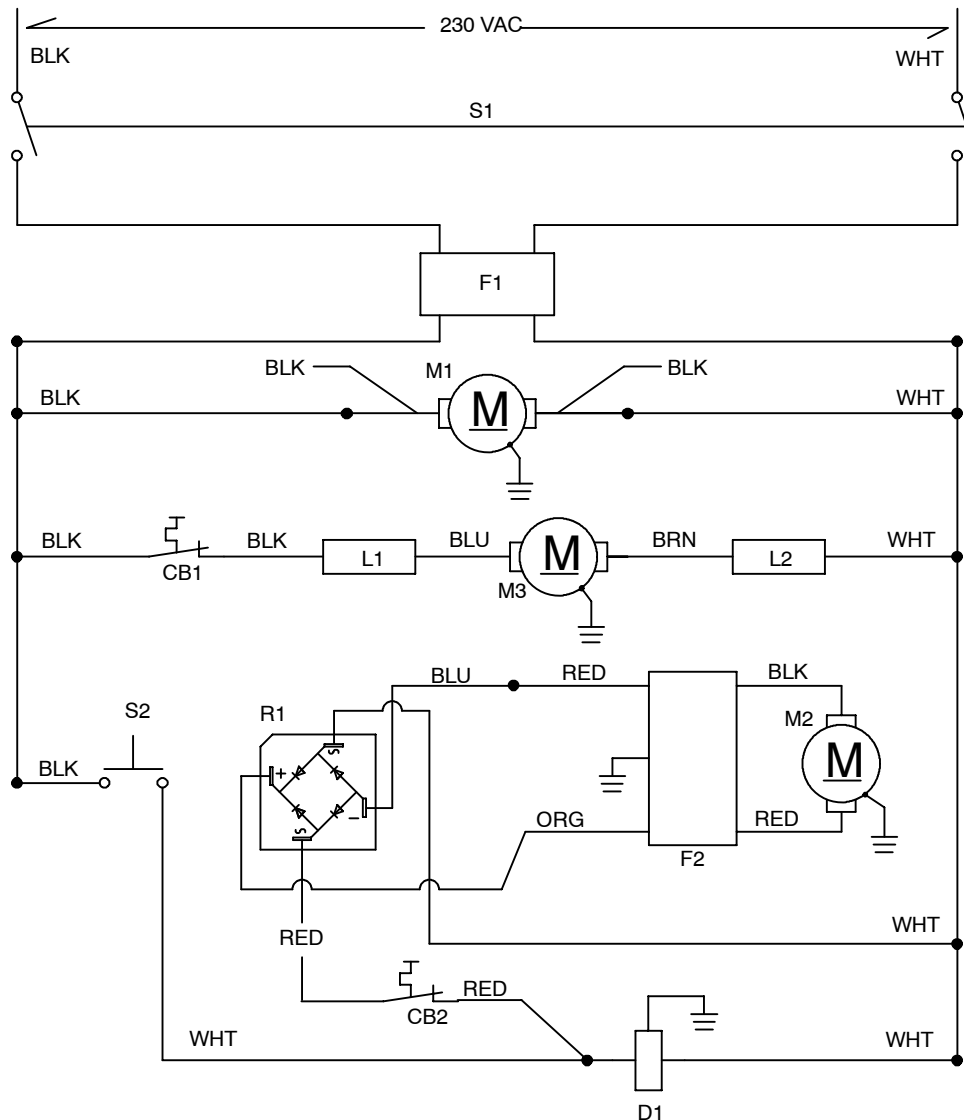 230 VAC
BLK
WHT
S1
F1
BLK
M1
BLK
BLK
M
WHT
BLK
CB1
BLK
L1
BLU
M
M3
BRN
L2
WHT
BLU
RED
BLK
S2
R1
M2
M
BLK
+
S
–
S
ORG
RED
F2
RED
WHT
RED
CB2
WHT
WHT
D1